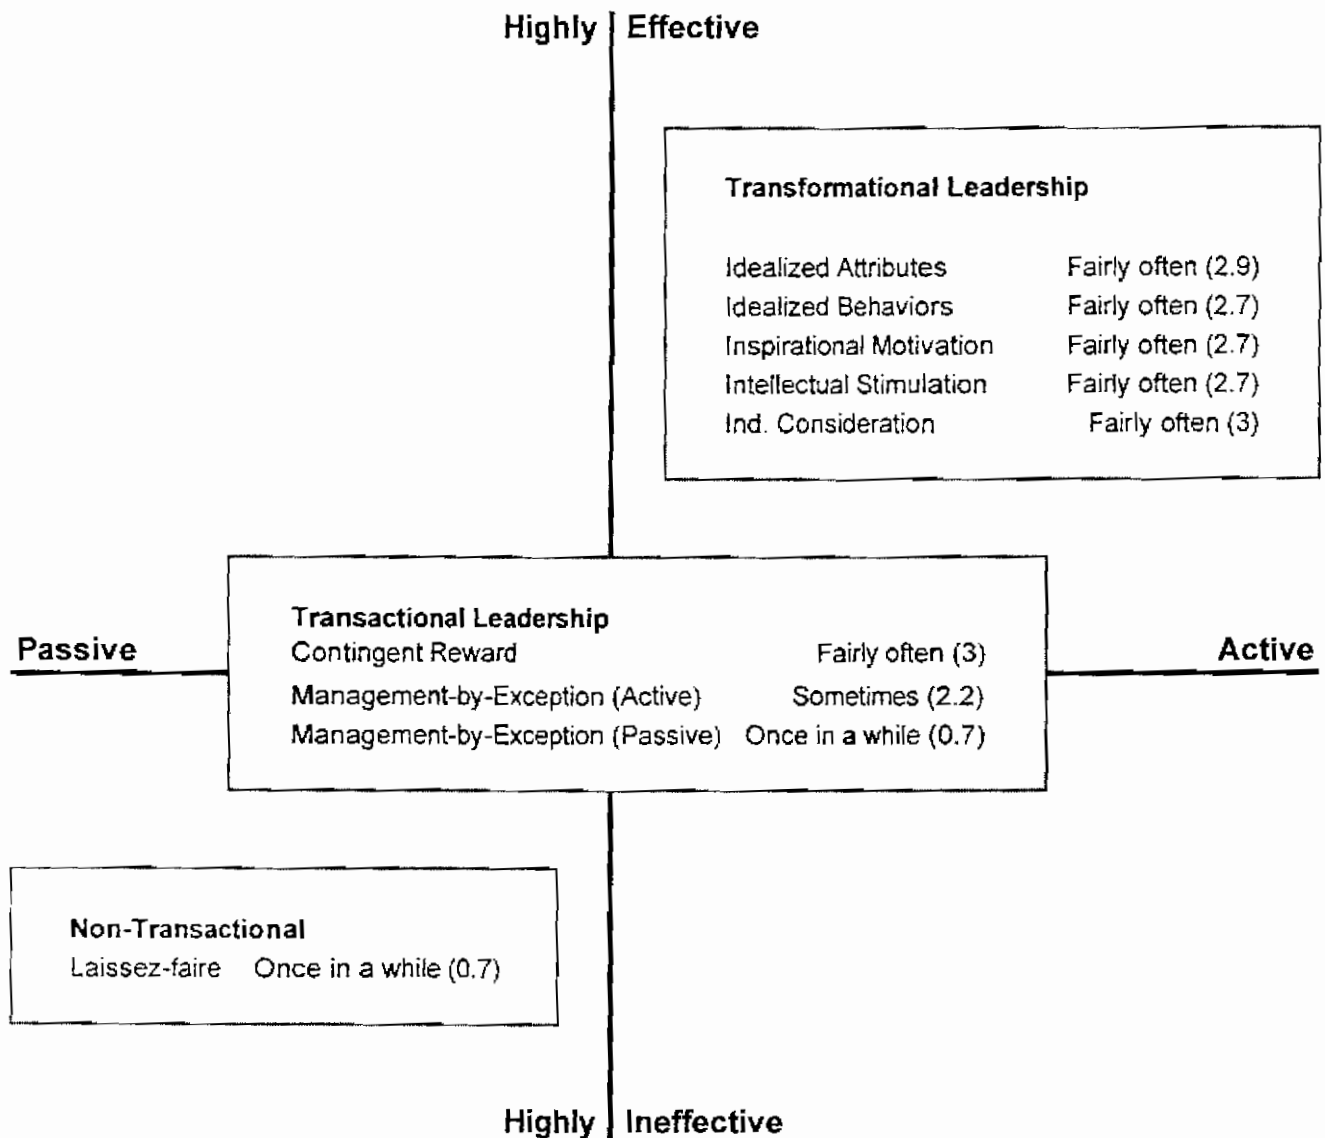 Highly Effective
Transformational Leadership
Idealized Attributes Fairly often (2.9)
Idealized Behaviors Fairly often (2.7)
Inspirational Motivation Fairly often (2.7)
Intellectual Stimulation Fairly often (2.7)
Ind. Consideration Fairly often (3)
Transactional Leadership
Passive
Contingent Reward Fairly often (3)
Active
Management-by-Exception (Active) Sometimes (2.2)
Management-by-Exception (Passive) Once in a while (0.7)
Non-Transactional
Laissez-faire Once in a while (0.7)
Highly Ineffective